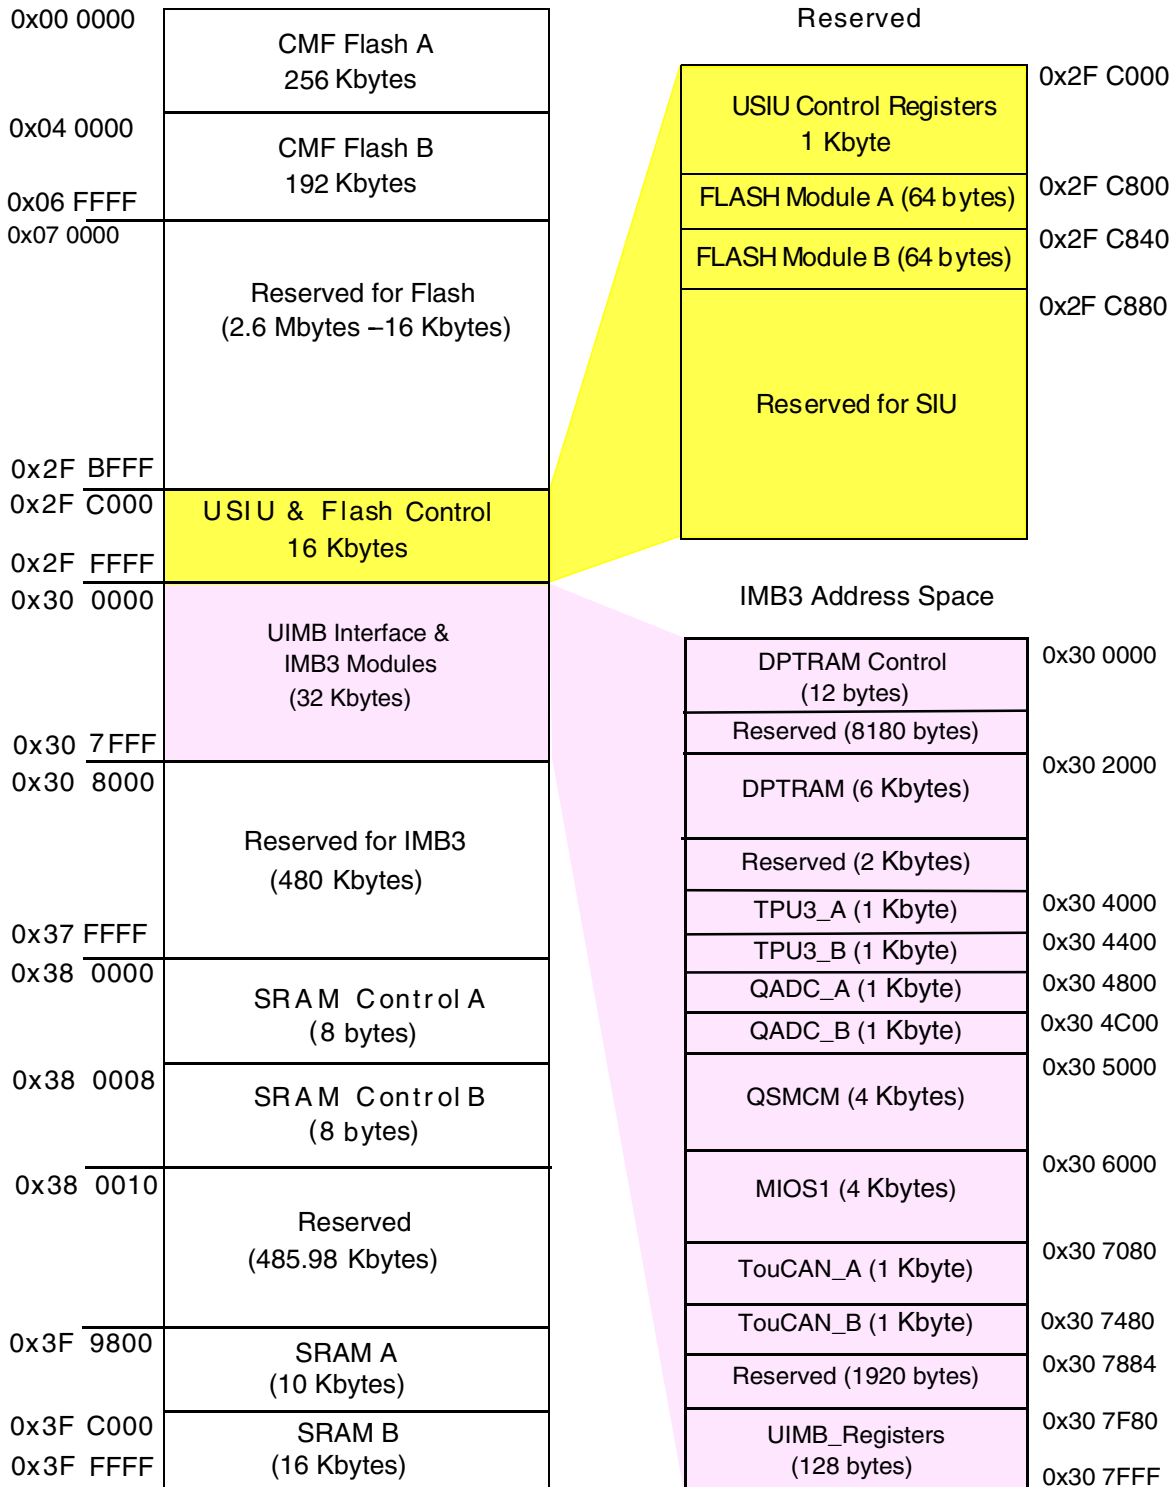 0x00 0000
CMF Flash A
256 Kbytes
0x04 0000
CMF Flash B
192 Kbytes
0x06 FFFF
0x07 0000
Reserved for Flash
(2.6 Mbytes –16 Kbytes)
0x2F BFFF
0x2F C000
USIU & Flash Control
16 Kbytes
0x2F FFFF
0x30 0000
UIMB Interface &
IMB3 Modules
(32 Kbytes)
0x30 7FFF
0x30 8000
Reserved for IMB3
(480 Kbytes)
0x37 FFFF
0x38 0000
SRAM Control A
(8 bytes)
0x38 0008
SRAM Control B
(8 bytes)
0x38 0010
Reserved
(485.98 Kbytes)
0x3F 9800
SRAM A
(10 Kbytes)
0x3F C000
SRAM B
(16 Kbytes)
0x3F FFFF
Reserved
0x2F C000
USIU Control Registers
1 Kbyte
FLASH Module A (64 bytes)
0x2F C800
FLASH Module B (64 bytes)
0x2F C840
0x2F C880
Reserved for SIU
IMB3 Address Space
DPTRAM Control
(12 bytes)
0x30 0000
Reserved (8180 bytes)
DPTRAM (6 Kbytes)
0x30 2000
Reserved (2 Kbytes)
TPU3_A (1 Kbyte)
0x30 4000
TPU3_B (1 Kbyte)
0x30 4400
QADC_A (1 Kbyte)
0x30 4800
QADC_B (1 Kbyte)
0x30 4C00
QSMCM (4 Kbytes)
0x30 5000
MIOS1 (4 Kbytes)
0x30 6000
TouCAN_A (1 Kbyte)
0x30 7080
TouCAN_B (1 Kbyte)
0x30 7480
Reserved (1920 bytes)
0x30 7884
UIMB_Registers
(128 bytes)
0x30 7F80
0x30 7FFF